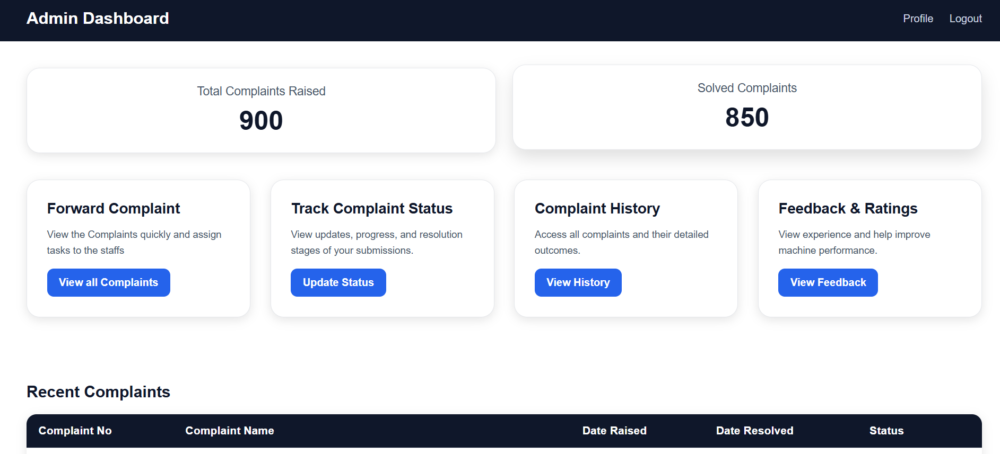 Admin Dashboard
Profile
Logout
Total Complaints Raised
900
Solved Complaints
850
Forward Complaint
View the Complaints quickly and assign
tasks to the staffs
View all Complaints
Track Complaint Status
View updates, progress, and resolution
stages of your submissions.
Update Status
Complaint History
Access all complaints and their detailed
outcomes.
View History
Feedback & Ratings
View experience and help improve
machine performance.
View Feedback
Recent Complaints
Complaint No
Complaint Name
Date Raised
Date Resolved
Status